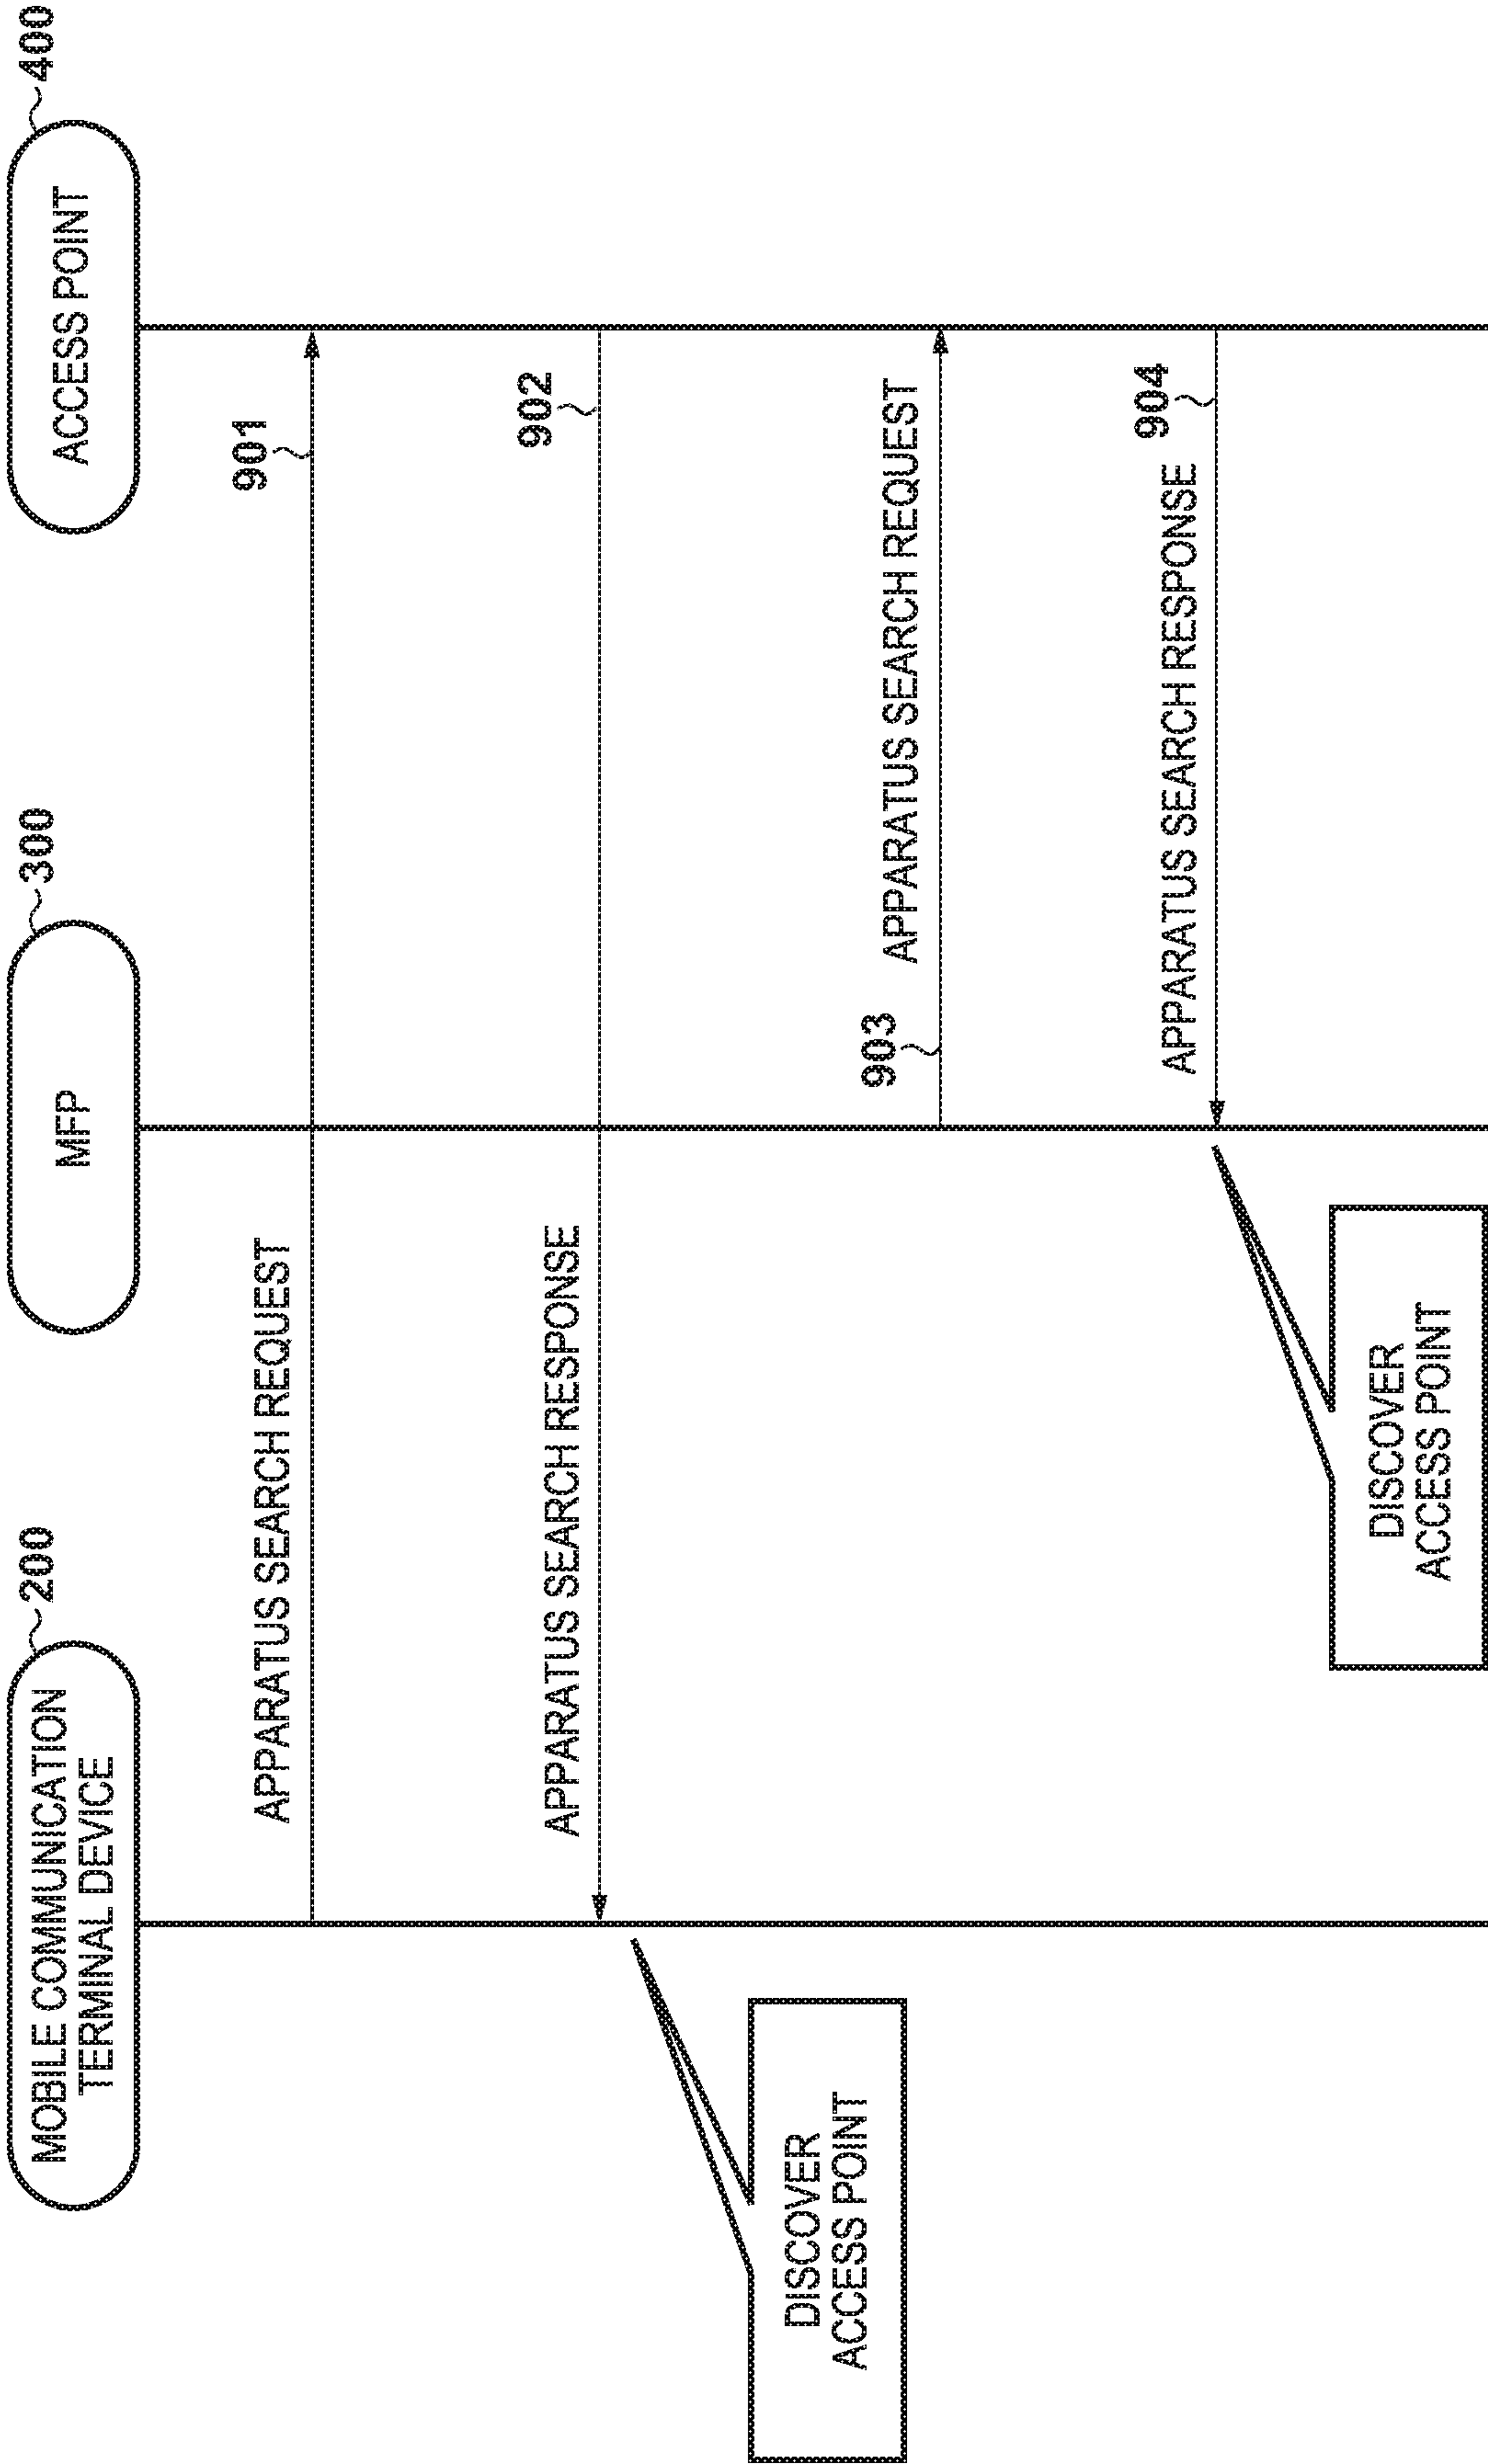 MOBILE COMMUNICATION
TERMINAL DEVICE
200
MFP
300
ACCESS POINT
400
APPARATUS SEARCH REQUEST
901
APPARATUS SEARCH RESPONSE
902
DISCOVER
ACCESS POINT
903
APPARATUS SEARCH REQUEST
APPARATUS SEARCH RESPONSE
904
DISCOVER
ACCESS POINT